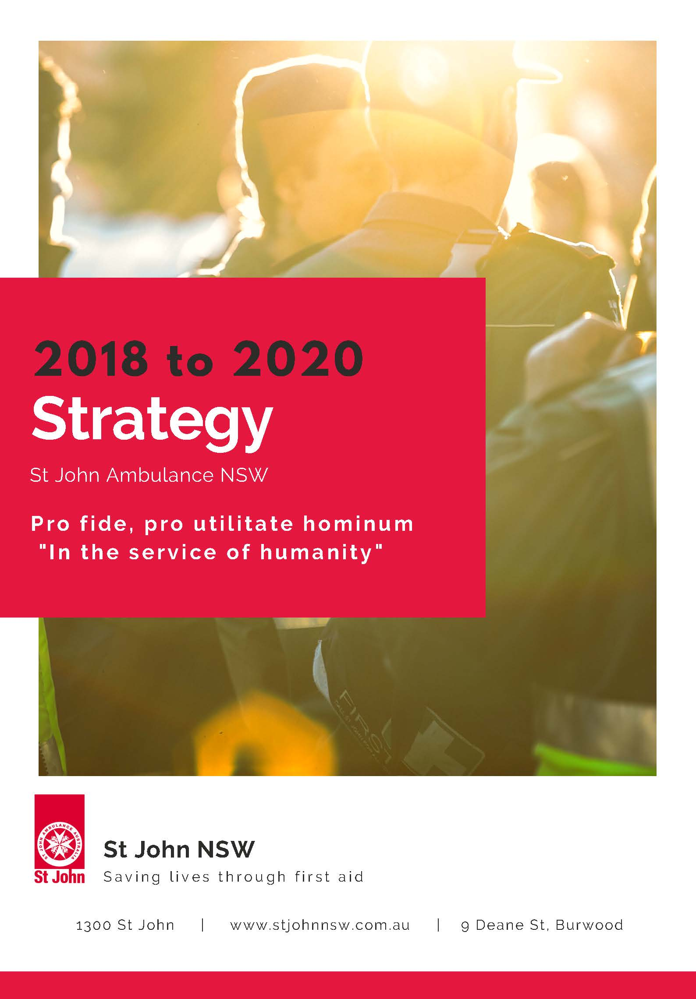 2018 to 2020
Strategy
St John Ambulance NSW
Pro fide, pro utilitate hominum
"In the service of humanity"
FIRST
ST JOHN AMBULANCE AUSTRALIA
St John
St John NSW
Saving lives through first aid
1300 St John | www.stjohnnsw.com.au | 9 Deane St, Burwood